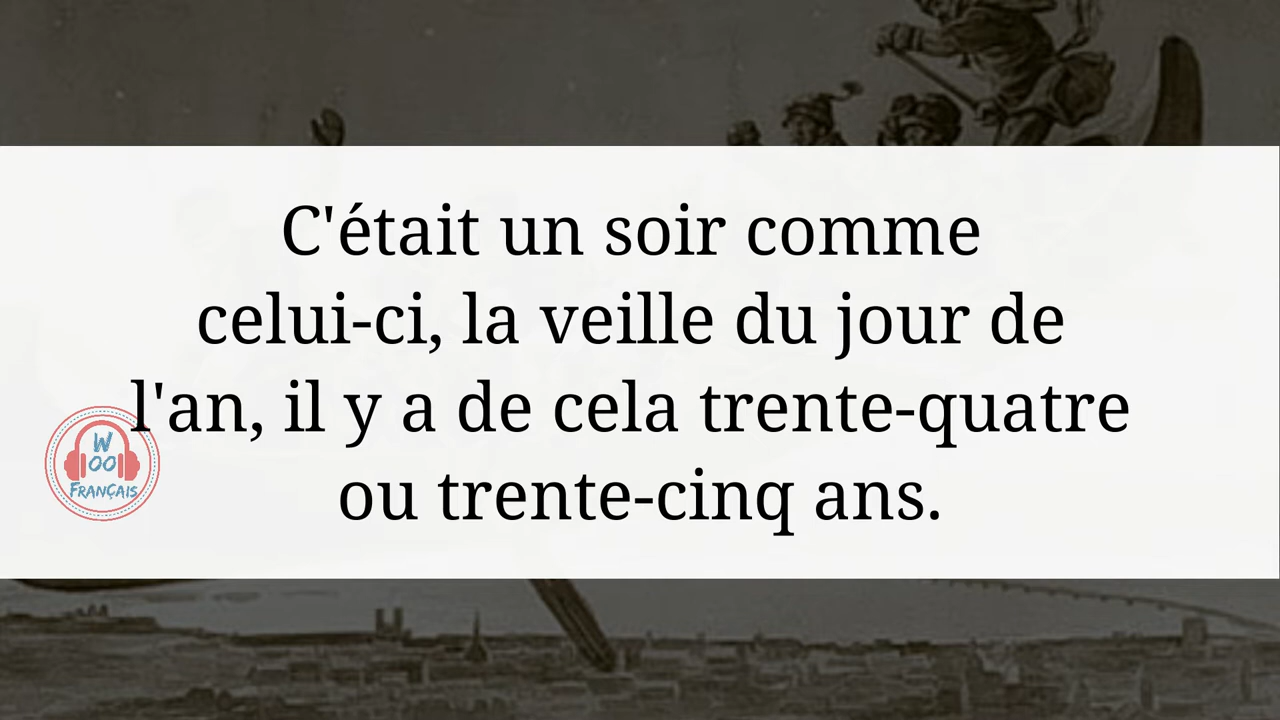 C'était un soir comme
celui-ci, la veille du jour de
l'an, il y a de cela trente-quatre
ou trente-cinq ans.
W
OO
FRANÇAIS